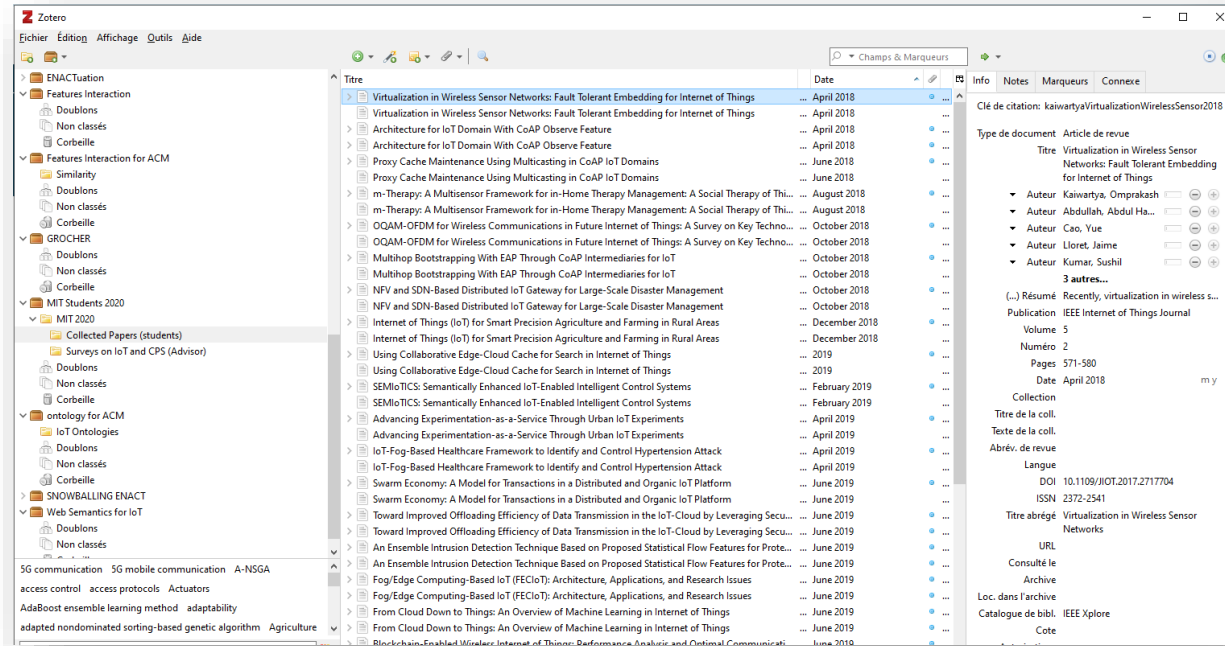 Zotero
Fichier Édition Affichage Outils Aide
Champs & Marqueurs
ENACTuation
Features Interaction
Doublons
Non classés
Corbeille
Features Interaction for ACM
Similarity
Doublons
Non classés
Corbeille
GROCHER
Doublons
Non classés
Corbeille
MIT Students 2020
MIT 2020
Collected Papers (students)
Surveys on IoT and CPS (Advisor)
Doublons
Non classés
Corbeille
ontology for ACM
IoT Ontologies
Doublons
Non classés
Corbeille
SNOWBALLING ENACT
Web Semantics for IoT
Doublons
Non classés
5G communication 5G mobile communication A-NSGA
access control access protocols Actuators
AdaBoost ensemble learning method adaptability
adapted nondominated sorting-based genetic algorithm Agriculture
Titre Date
Virtualization in Wireless Sensor Networks: Fault Tolerant Embedding for Internet of Things ... April 2018 ...
Virtualization in Wireless Sensor Networks: Fault Tolerant Embedding for Internet of Things ... April 2018 ...
Architecture for IoT Domain With CoAP Observe Feature ... April 2018 ...
Architecture for IoT Domain With CoAP Observe Feature ... April 2018 ...
Proxy Cache Maintenance Using Multicasting in CoAP IoT Domains ... June 2018 ...
Proxy Cache Maintenance Using Multicasting in CoAP IoT Domains ... June 2018 ...
m-Therapy: A Multisensor Framework for in-Home Therapy Management: A Social Therapy of Thi... ... August 2018 ...
m-Therapy: A Multisensor Framework for in-Home Therapy Management: A Social Therapy of Thi... ... August 2018 ...
OQAM-OFDM for Wireless Communications in Future Internet of Things: A Survey on Key Techno... ... October 2018 ...
OQAM-OFDM for Wireless Communications in Future Internet of Things: A Survey on Key Techno... ... October 2018 ...
Multihop Bootstrapping With EAP Through CoAP Intermediaries for IoT ... October 2018 ...
Multihop Bootstrapping With EAP Through CoAP Intermediaries for IoT ... October 2018 ...
NFV and SDN-Based Distributed IoT Gateway for Large-Scale Disaster Management ... October 2018 ...
NFV and SDN-Based Distributed IoT Gateway for Large-Scale Disaster Management ... October 2018 ...
Internet of Things (IoT) for Smart Precision Agriculture and Farming in Rural Areas ... December 2018 ...
Internet of Things (IoT) for Smart Precision Agriculture and Farming in Rural Areas ... December 2018 ...
Using Collaborative Edge-Cloud Cache for Search in Internet of Things ... 2019 ...
Using Collaborative Edge-Cloud Cache for Search in Internet of Things ... 2019 ...
SEMIoTICS: Semantically Enhanced IoT-Enabled Intelligent Control Systems ... February 2019 ...
SEMIoTICS: Semantically Enhanced IoT-Enabled Intelligent Control Systems ... February 2019 ...
Advancing Experimentation-as-a-Service Through Urban IoT Experiments ... April 2019 ...
Advancing Experimentation-as-a-Service Through Urban IoT Experiments ... April 2019 ...
IoT-Fog-Based Healthcare Framework to Identify and Control Hypertension Attack ... April 2019 ...
IoT-Fog-Based Healthcare Framework to Identify and Control Hypertension Attack ... April 2019 ...
Swarm Economy: A Model for Transactions in a Distributed and Organic IoT Platform ... June 2019 ...
Swarm Economy: A Model for Transactions in a Distributed and Organic IoT Platform ... June 2019 ...
Toward Improved Offloading Efficiency of Data Transmission in the IoT-Cloud by Leveraging Secu... ... June 2019 ...
Toward Improved Offloading Efficiency of Data Transmission in the IoT-Cloud by Leveraging Secu... ... June 2019 ...
An Ensemble Intrusion Detection Technique Based on Proposed Statistical Flow Features for Prote... ... June 2019 ...
An Ensemble Intrusion Detection Technique Based on Proposed Statistical Flow Features for Prote... ... June 2019 ...
Fog/Edge Computing-Based IoT (FECIoT): Architecture, Applications, and Research Issues ... June 2019 ...
Fog/Edge Computing-Based IoT (FECIoT): Architecture, Applications, and Research Issues ... June 2019 ...
From Cloud Down to Things: An Overview of Machine Learning in Internet of Things ... June 2019 ...
From Cloud Down to Things: An Overview of Machine Learning in Internet of Things ... June 2019 ...
Blockchain-Enabled Wireless Internet of Things: Performance Analysis and Optimal Communicati... ... June 2019 ...
Info Notes Marqueurs Connexe
Clé de citation: kaiwartyaVirtualizationWirelessSensor2018
Type de document Article de revue
Titre Virtualization in Wireless Sensor
Networks: Fault Tolerant Embedding
for Internet of Things
Auteur Kaiwartya, Omprakash
Auteur Abdullah, Abdul Ha...
Auteur Cao, Yue
Auteur Lloret, Jaime
Auteur Kumar, Sushil
3 autres...
(...) Résumé Recently, virtualization in wireless s...
Publication IEEE Internet of Things Journal
Volume 5
Numéro 2
Pages 571-580
Date April 2018 m y
Collection
Titre de la coll.
Texte de la coll.
Abrév. de revue
Langue
DOI 10.1109/JIOT.2017.2717704
ISSN 2372-2541
Titre abrégé Virtualization in Wireless Sensor
Networks
URL
Consulté le
Archive
Loc. dans l'archive
Catalogue de bibl. IEEE Xplore
Cote